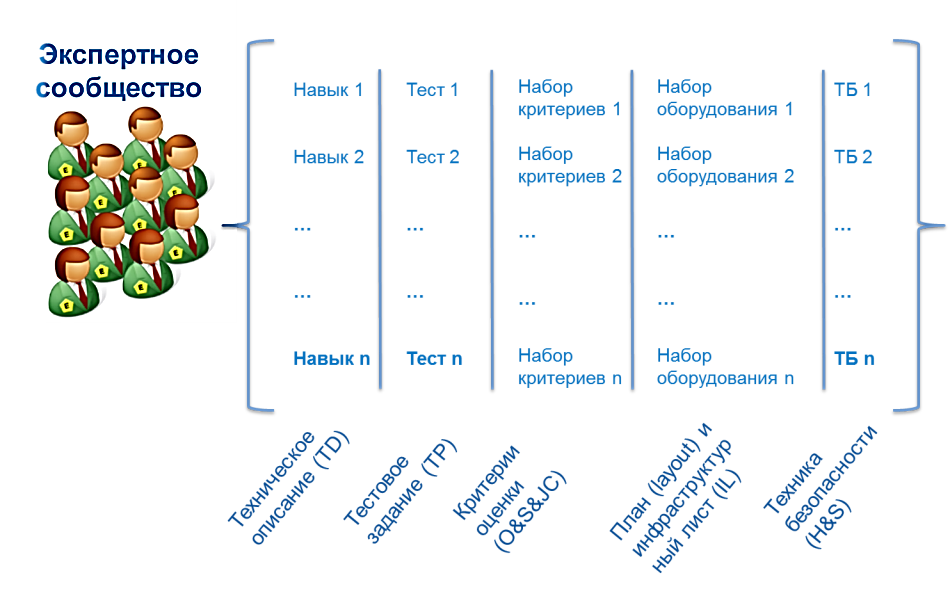 Экспертное
сообщество
Навык 1
Тест 1
Набор
критериев 1
Набор
оборудования 1
ТБ 1
Навык 2
Тест 2
Набор
критериев 2
Набор
оборудования 2
ТБ 2
... ... ... ... ...
... ... ... ... ...
Навык n
Тест n
Набор
критериев n
Набор
оборудования n
ТБ n
Техническое
описание (TD)
Тестовое
задание (TP)
Критерии
оценки
(O&S&JC)
План (layout) и
инфраструктур
ный лист (IL)
Техника
безопасности
(H&S)
E
E
E
E
E
E
E
E
E
E